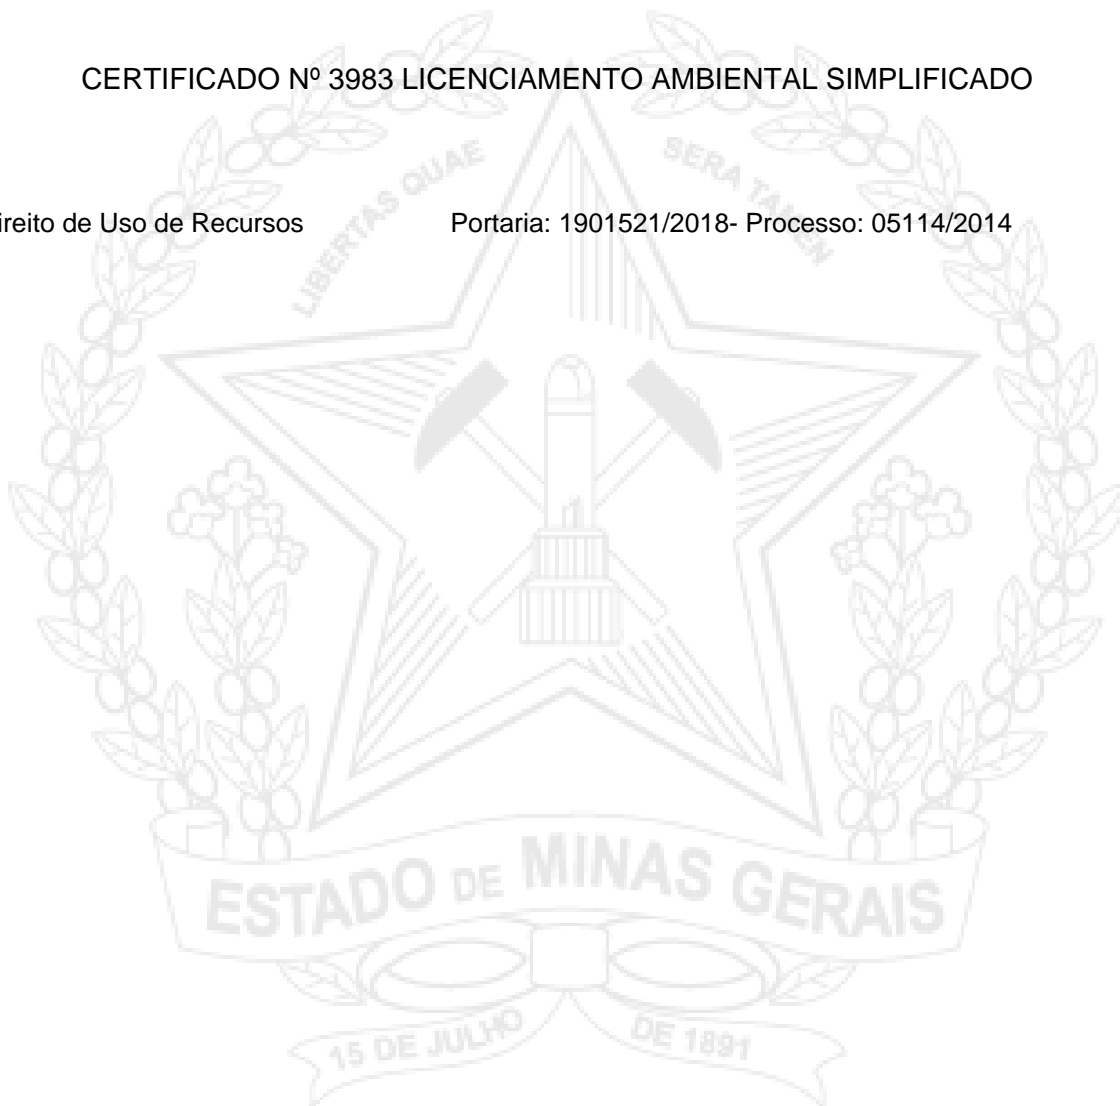 CERTIFICADO Nº 3983 LICENCIAMENTO AMBIENTAL SIMPLIFICADO
LIBERTAS QUAE SERA TAMEN
ireito de Uso de Recursos Portaria: 1901521/2018- Processo: 05114/2014
ESTADO DE MINAS GERAIS
15 DE JULHO DE 1891